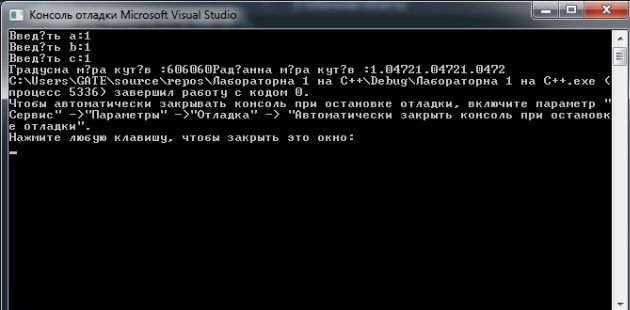 Консоль отладки Microsoft Visual Studio
Введ?ть a:1
Введ?ть b:1
Введ?ть c:1
Градусна м?ра кут?в :606060Рад?анна м?ра кут?в :1.04721.04721.0472
C:\Users\GATE\source\repos\Лабораторна 1 на C++\Debug\Лабораторна 1 на C++.exe (
процесс 5336) завершил работу с кодом 0.
Чтобы автоматически закрывать консоль при остановке отладки, включите параметр "
Сервис" ->"Параметры" ->"Отладка" -> "Автоматически закрыть консоль при остановк
е отладки".
Нажмите любую клавишу, чтобы закрыть это окно: